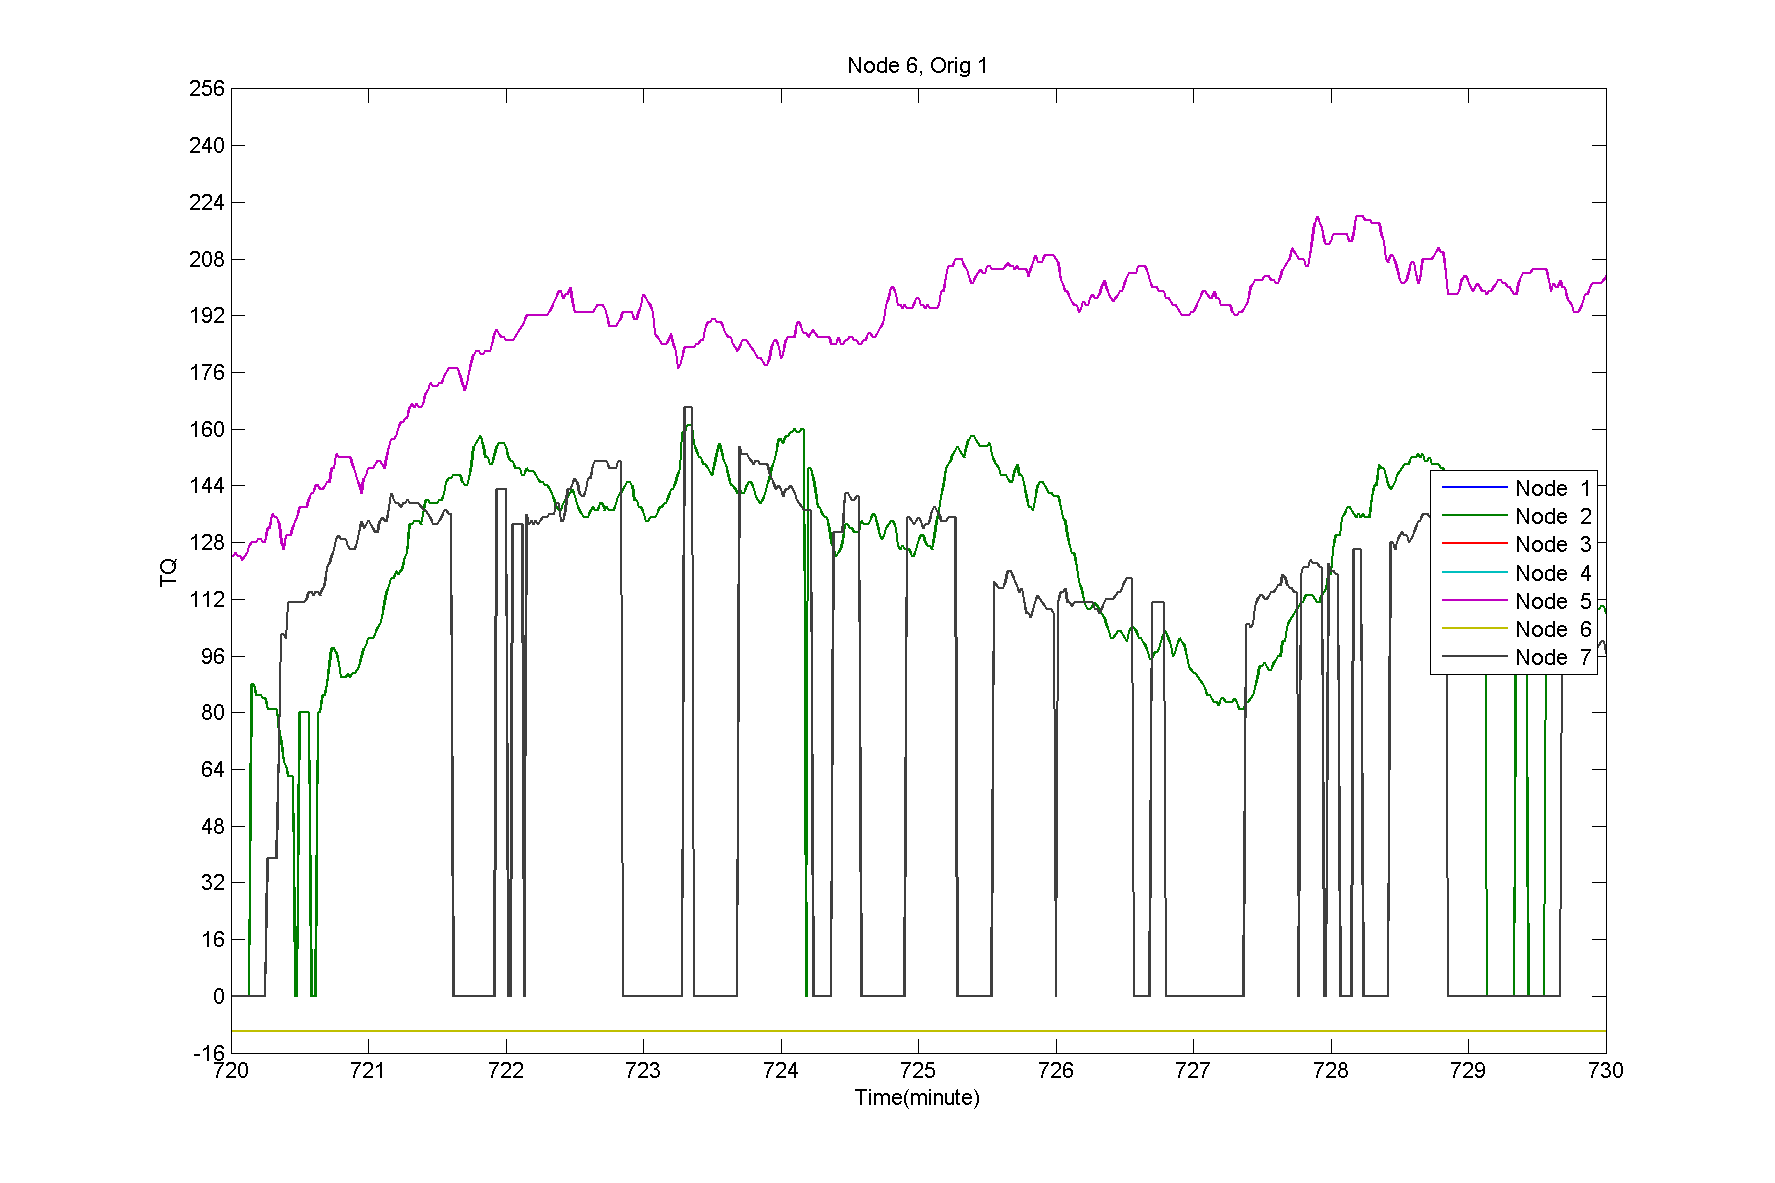 Node 6, Orig 1
256
240
224
208
192
176
160
144
128
112
96
80
64
48
32
16
0
-16
TQ
Node 1
Node 2
Node 3
Node 4
Node 5
Node 6
Node 7
720 721 722 723 724 725 726 727 728 729 730
Time(minute)